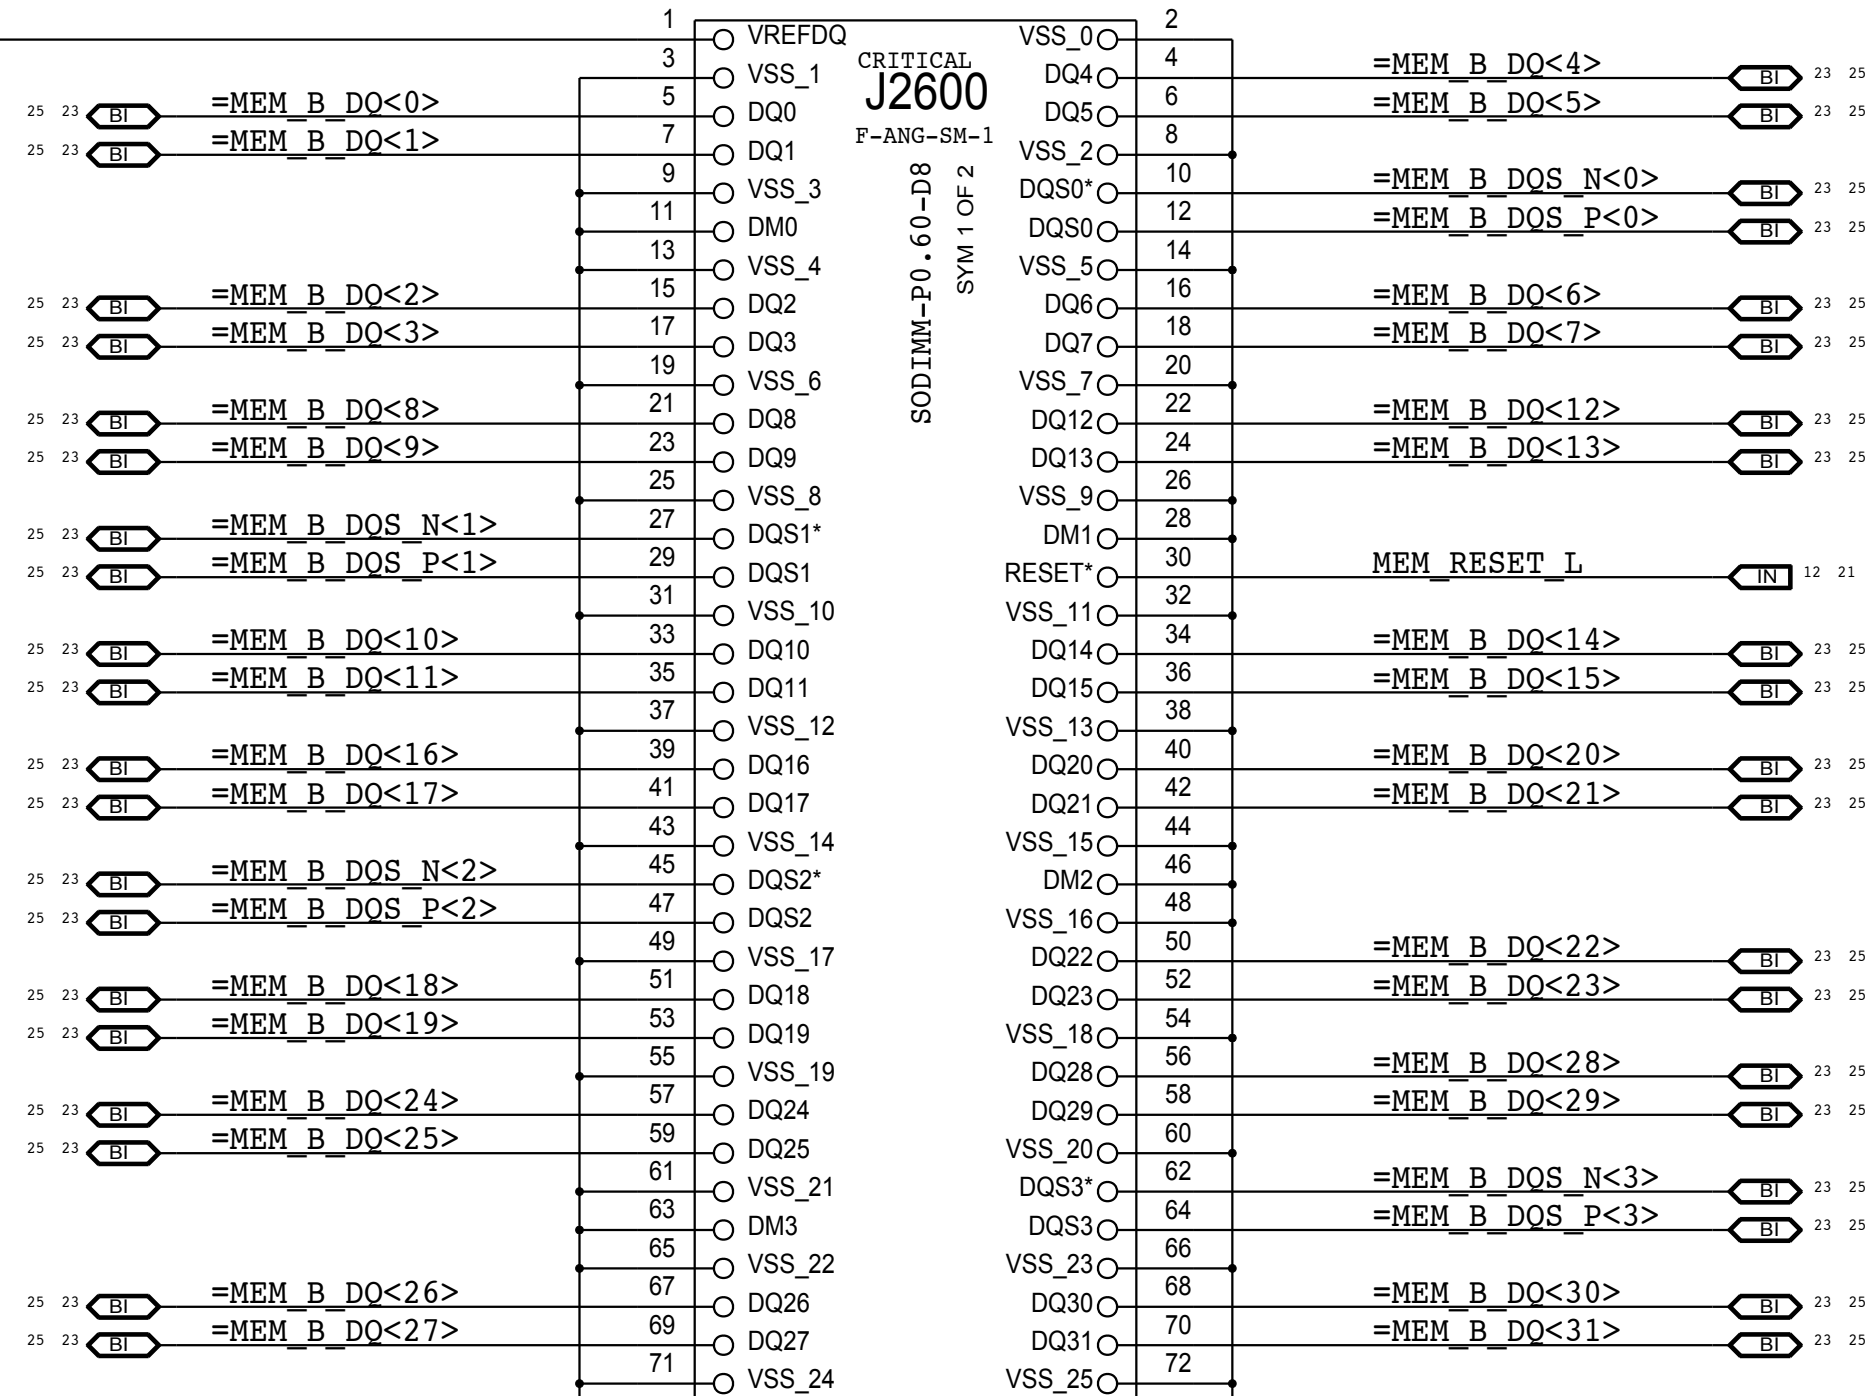 1 VREFDQ VSS_0 2
CRITICAL
J2600
F-ANG-SM-1
SODIMM-P0.60-D8
SYM 1 OF 2
3 VSS_1 DQ4 4 =MEM_B_DQ<4> BI 23 25
25 23 BI =MEM_B_DQ<0> 5 DQ0 DQ5 6 =MEM_B_DQ<5> BI 23 25
25 23 BI =MEM_B_DQ<1> 7 DQ1 VSS_2 8
9 VSS_3 DQS0* 10 =MEM_B_DQS_N<0> BI 23 25
11 DM0 DQS0 12 =MEM_B_DQS_P<0> BI 23 25
13 VSS_4 VSS_5 14
25 23 BI =MEM_B_DQ<2> 15 DQ2 DQ6 16 =MEM_B_DQ<6> BI 23 25
25 23 BI =MEM_B_DQ<3> 17 DQ3 DQ7 18 =MEM_B_DQ<7> BI 23 25
19 VSS_6 VSS_7 20
25 23 BI =MEM_B_DQ<8> 21 DQ8 DQ12 22 =MEM_B_DQ<12> BI 23 25
25 23 BI =MEM_B_DQ<9> 23 DQ9 DQ13 24 =MEM_B_DQ<13> BI 23 25
25 VSS_8 VSS_9 26
25 23 BI =MEM_B_DQS_N<1> 27 DQS1* DM1 28
25 23 BI =MEM_B_DQS_P<1> 29 DQS1 RESET* 30 MEM_RESET_L IN 12 21
31 VSS_10 VSS_11 32
25 23 BI =MEM_B_DQ<10> 33 DQ10 DQ14 34 =MEM_B_DQ<14> BI 23 25
25 23 BI =MEM_B_DQ<11> 35 DQ11 DQ15 36 =MEM_B_DQ<15> BI 23 25
37 VSS_12 VSS_13 38
25 23 BI =MEM_B_DQ<16> 39 DQ16 DQ20 40 =MEM_B_DQ<20> BI 23 25
25 23 BI =MEM_B_DQ<17> 41 DQ17 DQ21 42 =MEM_B_DQ<21> BI 23 25
43 VSS_14 VSS_15 44
25 23 BI =MEM_B_DQS_N<2> 45 DQS2* DM2 46
25 23 BI =MEM_B_DQS_P<2> 47 DQS2 VSS_16 48
49 VSS_17 DQ22 50 =MEM_B_DQ<22> BI 23 25
25 23 BI =MEM_B_DQ<18> 51 DQ18 DQ23 52 =MEM_B_DQ<23> BI 23 25
25 23 BI =MEM_B_DQ<19> 53 DQ19 VSS_18 54
55 VSS_19 DQ28 56 =MEM_B_DQ<28> BI 23 25
25 23 BI =MEM_B_DQ<24> 57 DQ24 DQ29 58 =MEM_B_DQ<29> BI 23 25
25 23 BI =MEM_B_DQ<25> 59 DQ25 VSS_20 60
61 VSS_21 DQS3* 62 =MEM_B_DQS_N<3> BI 23 25
63 DM3 DQS3 64 =MEM_B_DQS_P<3> BI 23 25
65 VSS_22 VSS_23 66
25 23 BI =MEM_B_DQ<26> 67 DQ26 DQ30 68 =MEM_B_DQ<30> BI 23 25
25 23 BI =MEM_B_DQ<27> 69 DQ27 DQ31 70 =MEM_B_DQ<31> BI 23 25
71 VSS_24 VSS_25 72